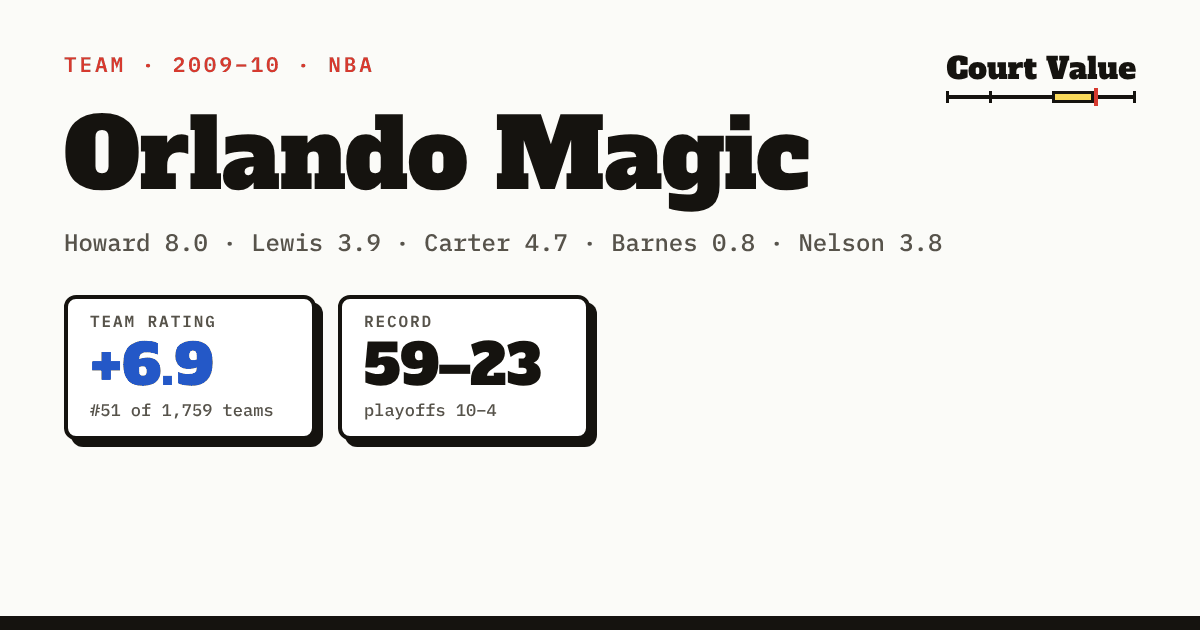 TEAM · 2009–10 · NBA
Court Value
Orlando Magic
Howard 8.0 · Lewis 3.9 · Carter 4.7 · Barnes 0.8 · Nelson 3.8
TEAM RATING
+6.9
#51 of 1,759 teams
RECORD
59–23
playoffs 10–4